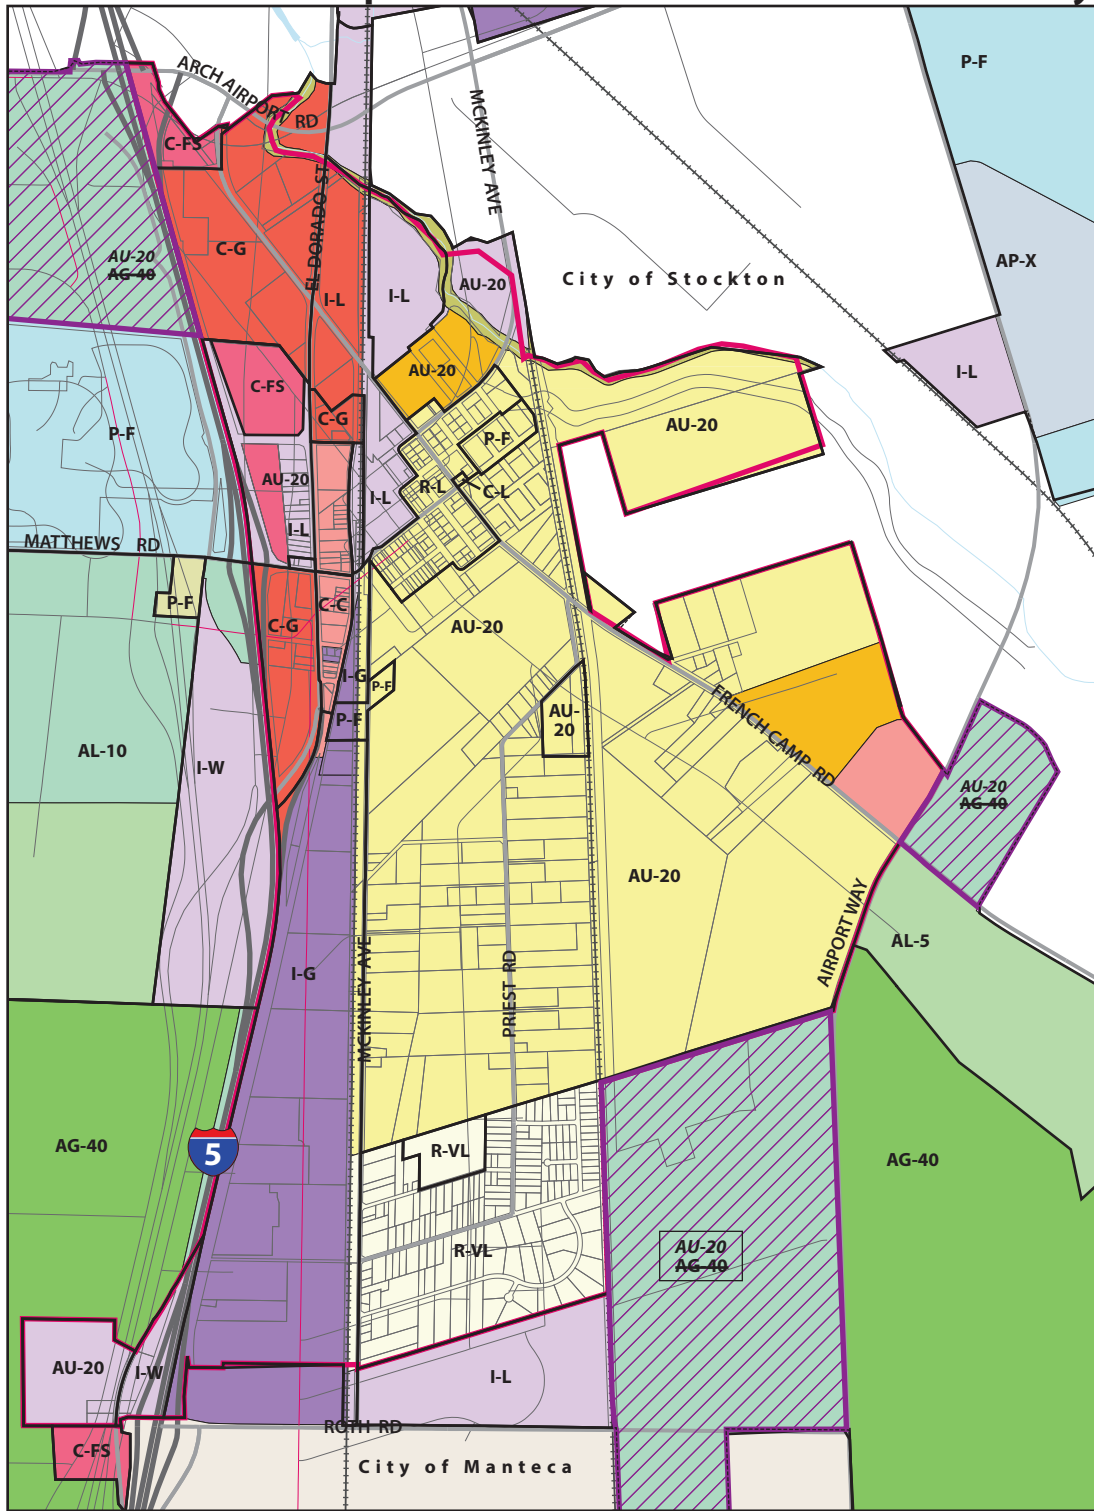 P-F
ARCH AIRPORT RD
MCKINLEY AVE
C-FS
EL DORADO ST
C-G
AU-20
AG-40
AP-X
City of Stockton
AU-20
I-L
I-L
AU-20
I-L
C-FS
C-G
AU-20
P-F
P-F
AU-20
R-L
C-L
I-L
I-L
MATTHEWS RD
P-F
C-C
C-G
AU-20
I-G
P-F
P-F
AU-
20
FRENCH CAMP RD
AL-10
I-W
AU-20
AG-40
AU-20
AIRPORT WAY
AL-5
I-G
MCKINLEY AVE
PRIEST RD
AG-40
5
R-VL
AG-40
R-VL
AU-20
AG-40
AU-20
I-W
I-L
ROTH RD
C-FS
City of Manteca